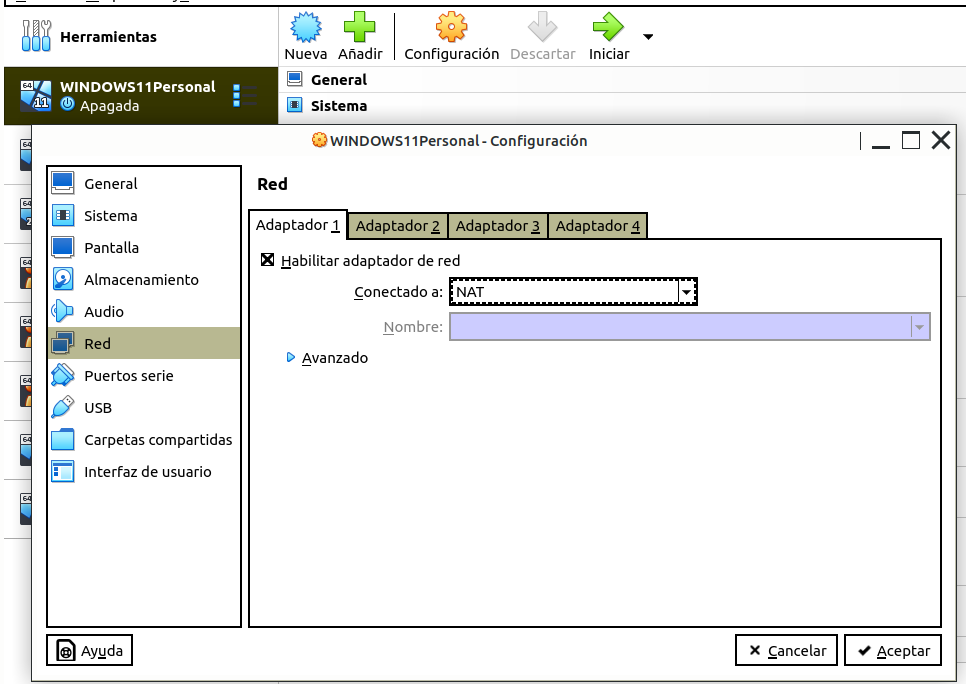 Herramientas
Nueva Añadir Configuración Descartar Iniciar
General
64 11 WINDOWS11Personal
Apagada
Sistema
WINDOWS11Personal - Configuración
General
Sistema
Pantalla
Almacenamiento
Audio
Red
Puertos serie
USB
Carpetas compartidas
Interfaz de usuario
Red
Adaptador 1 Adaptador 2 Adaptador 3 Adaptador 4
Habilitar adaptador de red
Conectado a: NAT
Nombre:
Avanzado
Ayuda Cancelar Aceptar